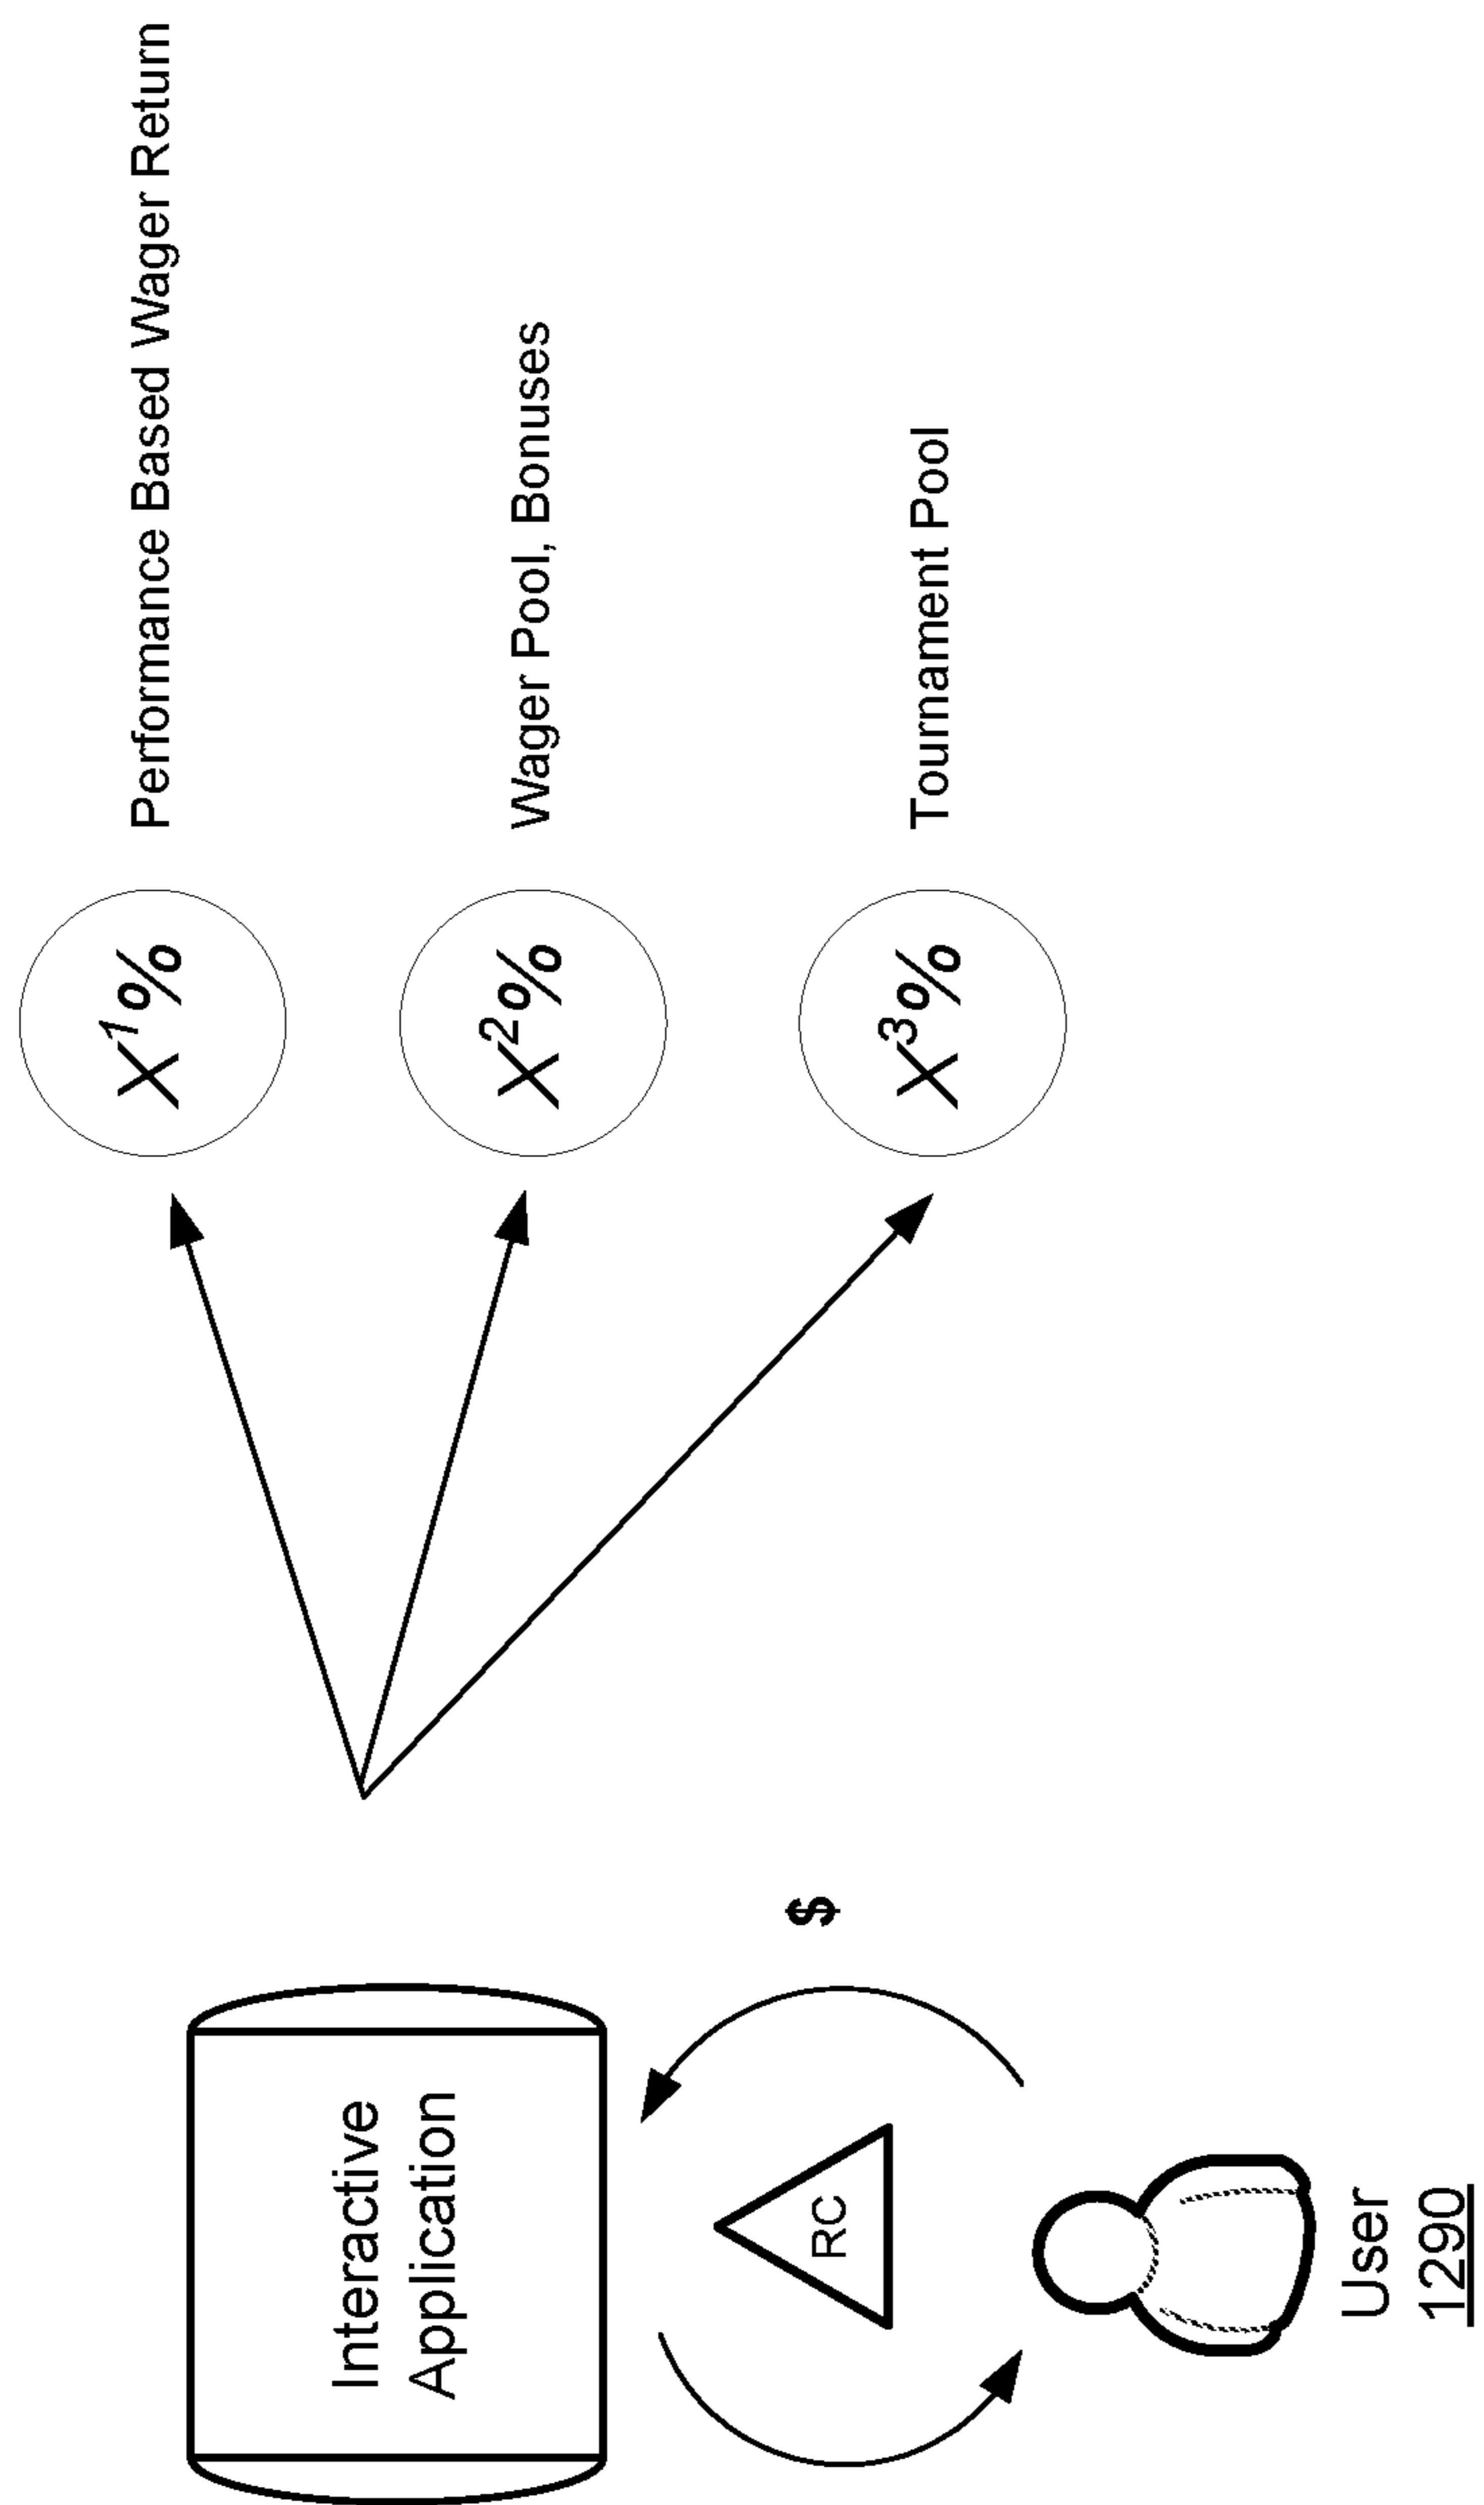 Interactive
Application
RC
$
User
1290
X¹%
Performance Based Wager Return
X²%
Wager Pool, Bonuses
X³%
Tournament Pool